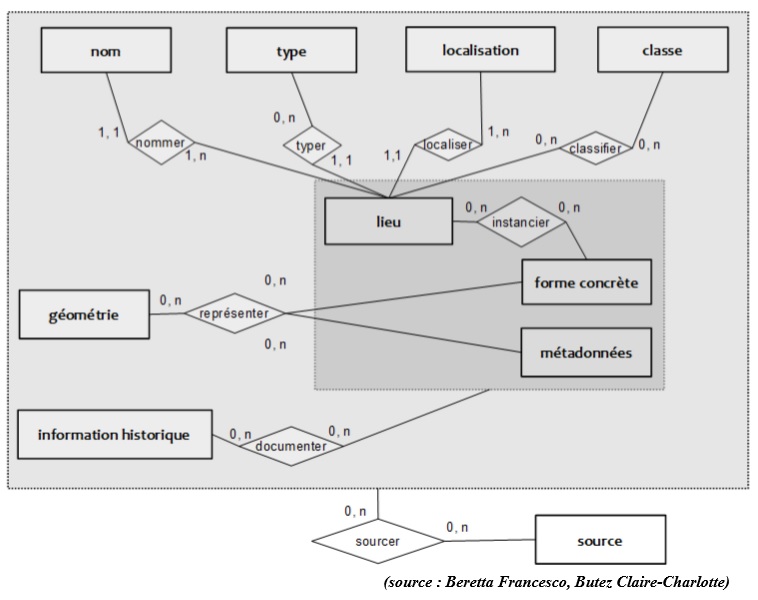 nom
type
localisation
classe
1, 1
nommer
1, n
0, n
typer
1, 1
1,1
localiser
1, n
0, n
classifier
0, n
lieu
0, n
instancier
0, n
forme concrète
géométrie
0, n
représenter
0, n
0, n
métadonnées
information historique
0, n
documenter
0, n
0, n
sourcer
0, n
source
(source : Beretta Francesco, Butez Claire-Charlotte)